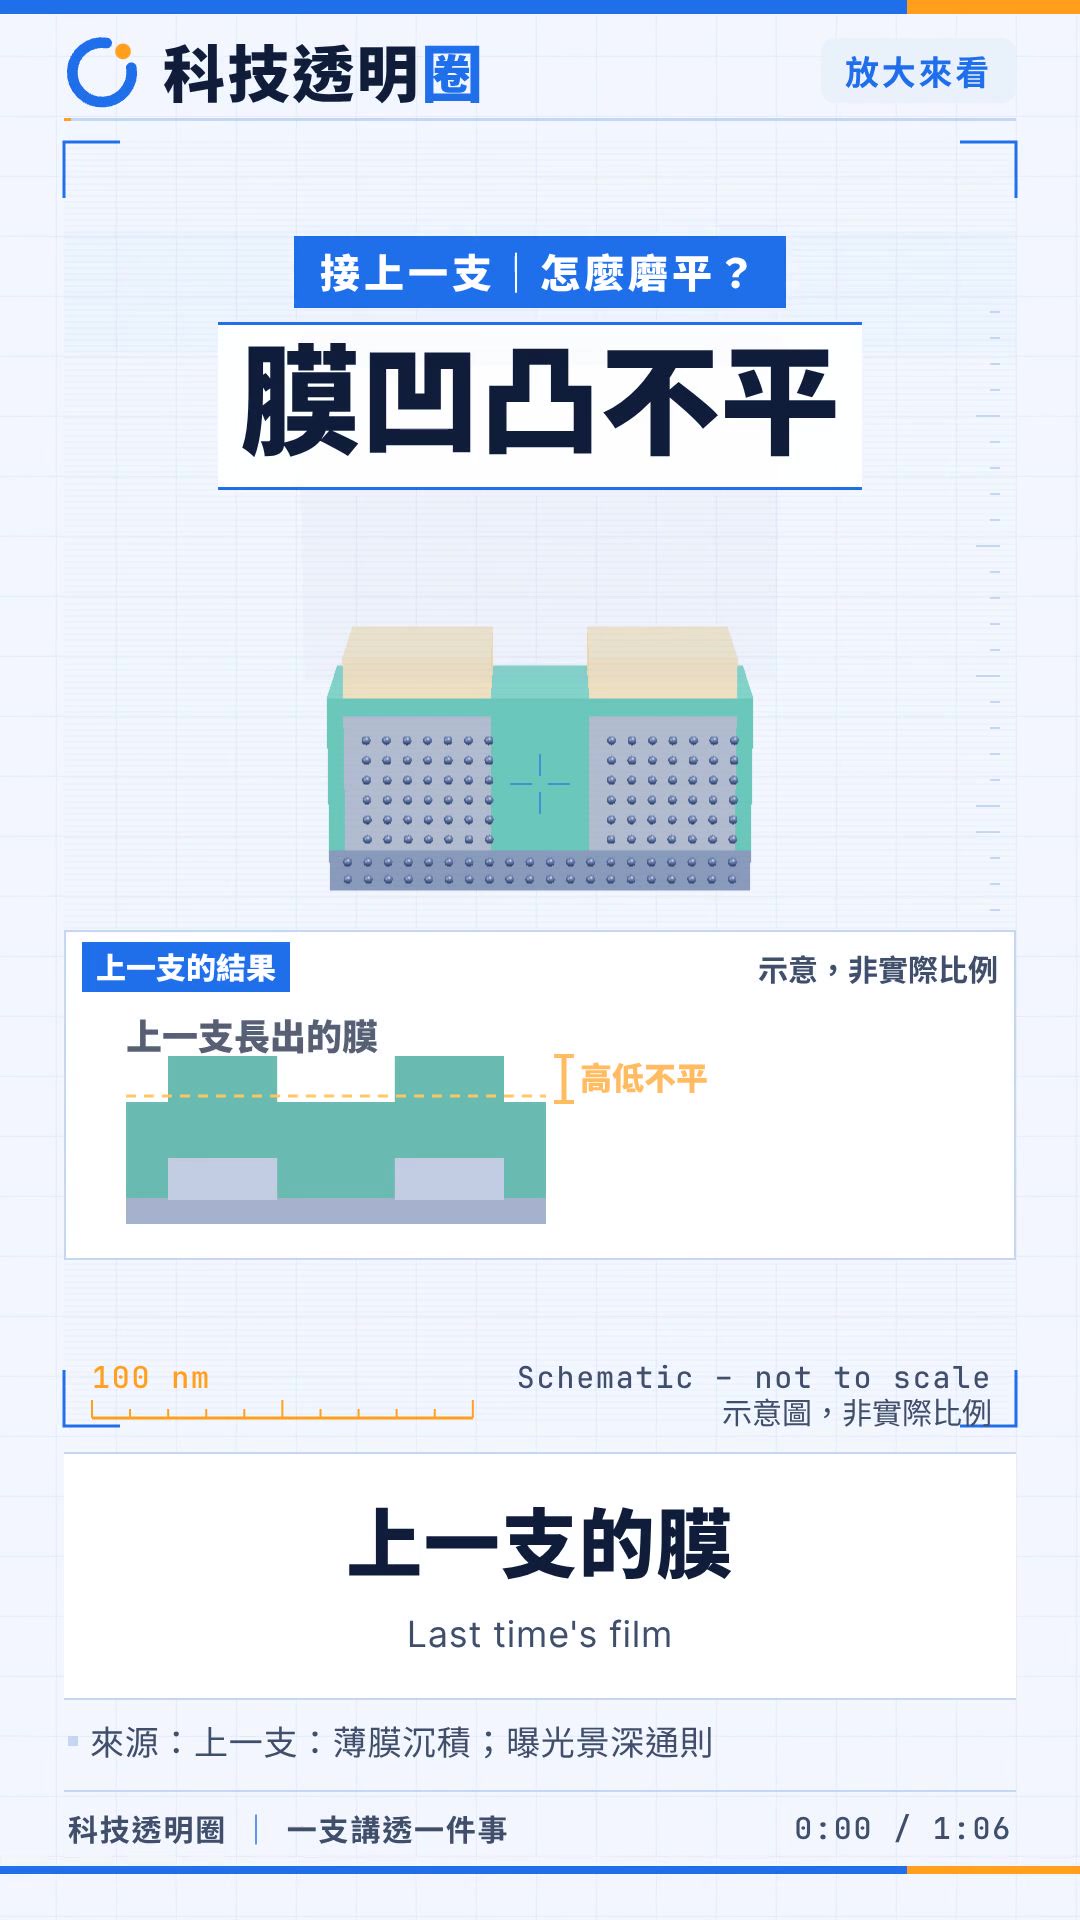 科技透明圈
放大來看
接上一支｜怎麼磨平？
膜凹凸不平
上一支的結果
示意，非實際比例
上一支長出的膜
高低不平
100 nm
Schematic – not to scale
示意圖，非實際比例
上一支的膜
Last time's film
來源：上一支：薄膜沉積；曝光景深通則
科技透明圈｜一支講透一件事
0:00 / 1:06